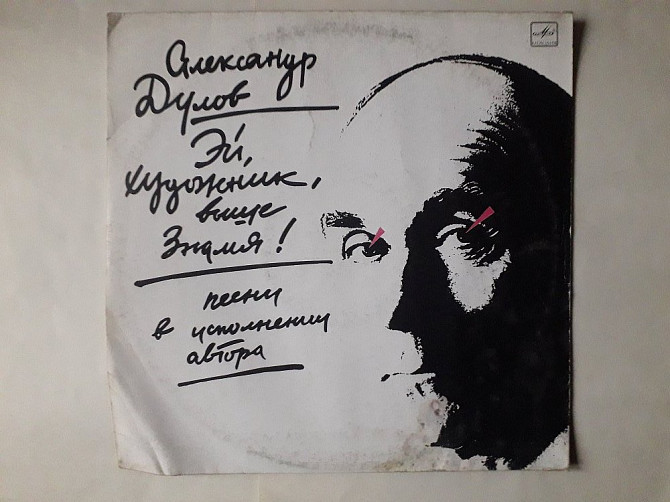 Александр
Дулов
Эй,
художник,
выше
Знамя!
песни
в исполнении
автора